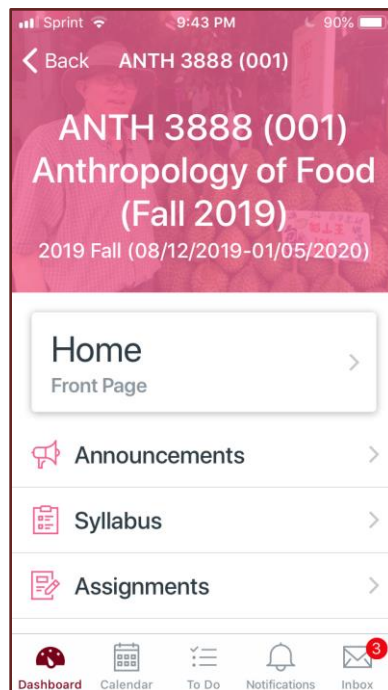 Sprint 9:43 PM 90%
Back ANTH 3888 (001)
ANTH 3888 (001)
Anthropology of Food
(Fall 2019)
2019 Fall (08/12/2019-01/05/2020)
Home
Front Page
Announcements
Syllabus
Assignments
3
Dashboard Calendar To Do Notifications Inbox